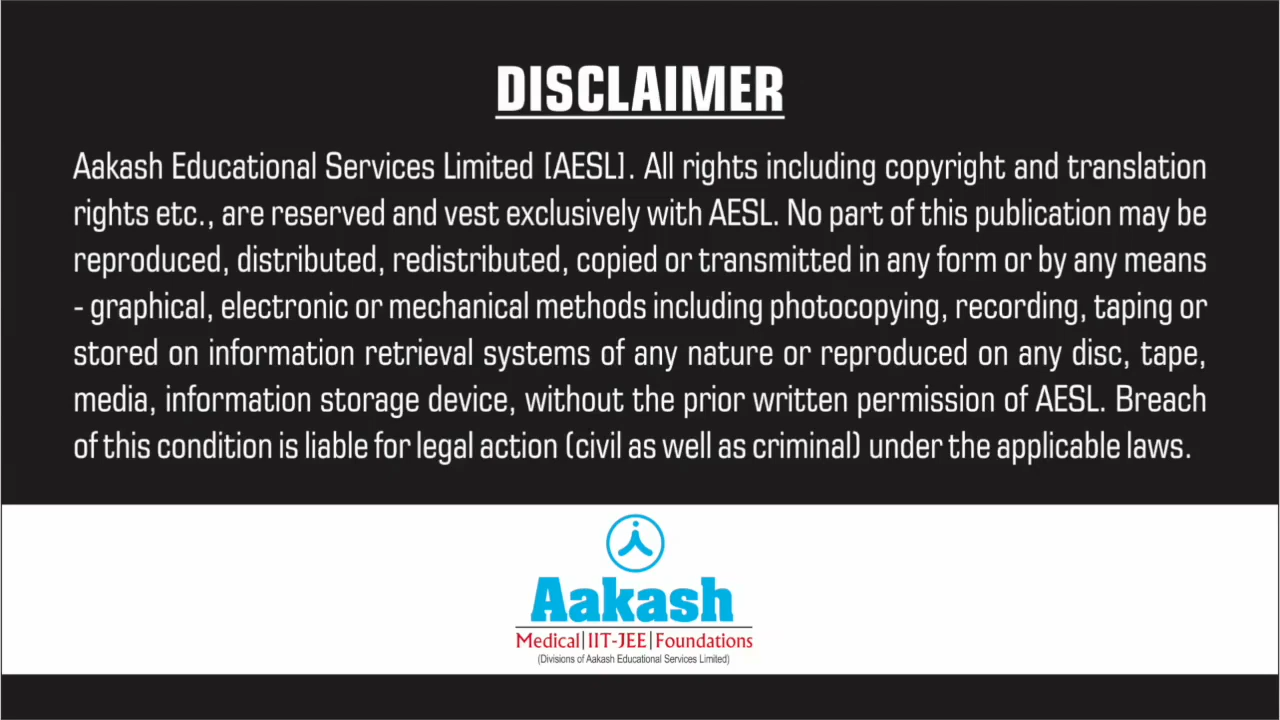 DISCLAIMER
Aakash Educational Services Limited [AESL]. All rights including copyright and translation
rights etc., are reserved and vest exclusively with AESL. No part of this publication may be
reproduced, distributed, redistributed, copied or transmitted in any form or by any means
- graphical, electronic or mechanical methods including photocopying, recording, taping or
stored on information retrieval systems of any nature or reproduced on any disc, tape,
media, information storage device, without the prior written permission of AESL. Breach
of this condition is liable for legal action (civil as well as criminal) under the applicable laws.
Aakash
Medical|IIT-JEE|Foundations
(Divisions of Aakash Educational Services Limited)